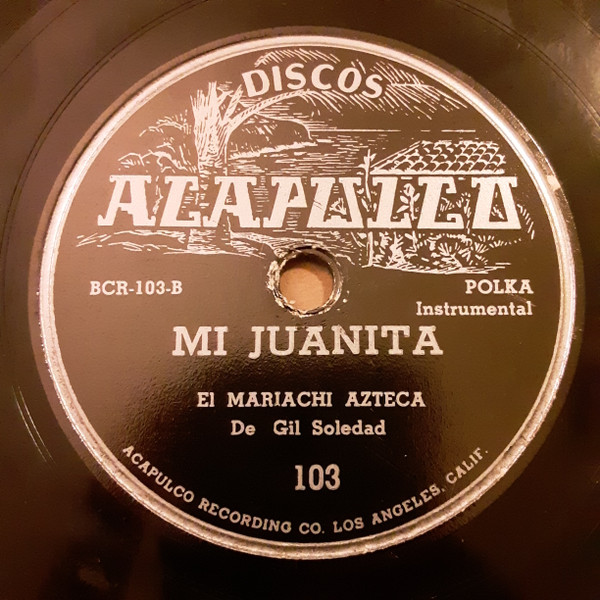 DISCOS
ACAPULCO
BCR-103-B
POLKA
Instrumental
MI JUANITA
El MARIACHI AZTECA
De Gil Soledad
103
ACAPULCO RECORDING CO. LOS ANGELES, CALIF.